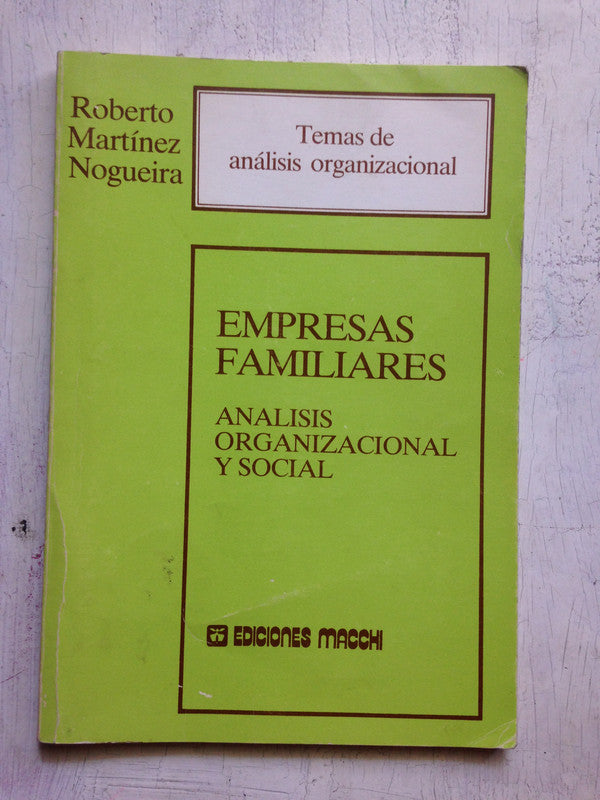 Roberto
Martínez
Nogueira
Temas de
análisis organizacional
EMPRESAS
FAMILIARES
ANALISIS
ORGANIZACIONAL
Y SOCIAL
EDICIONES MACCHI